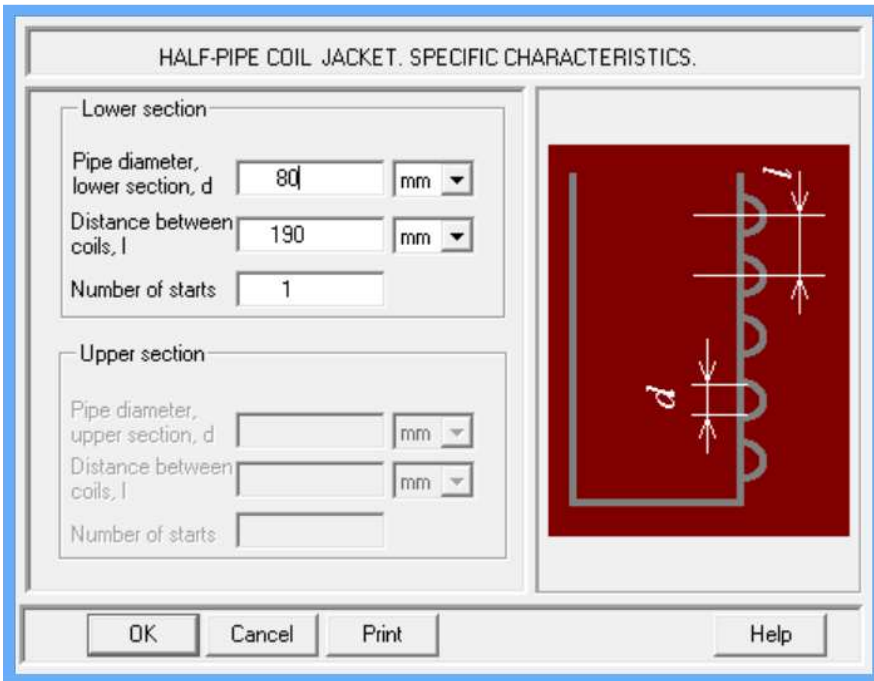 HALF-PIPE COIL JACKET. SPECIFIC CHARACTERISTICS.
Lower section
Pipe diameter,
lower section, d 80 mm
Distance between
coils, l 190 mm
Number of starts 1
Upper section
Pipe diameter,
upper section, d mm
Distance between
coils, l mm
Number of starts
l
d
OK Cancel Print Help